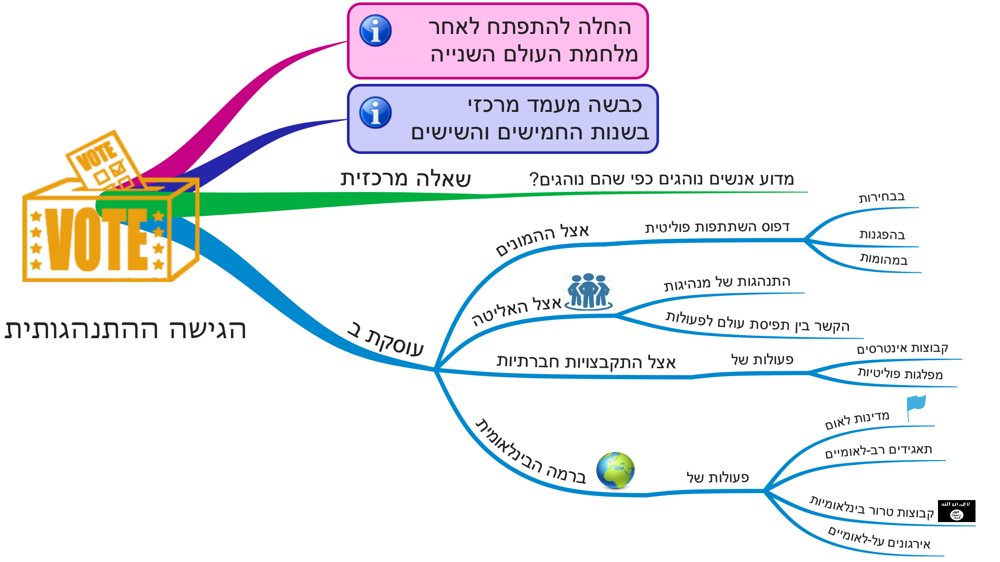 החלה להתפתח לאחר
מלחמת העולם השנייה
כבשה מעמד מרכזי
בשנות החמישים והשישים
שאלה מרכזית
מדוע אנשים נוהגים כפי שהם נוהגים?
VOTE
VOTE
הגישה ההתנהגותית
עוסקת ב
אצל ההמונים
דפוס השתתפות פוליטית
בבחירות
בהפגנות
במהומות
אצל האליטה
התנהגות של מנהיגות
הקשר בין תפיסת עולם לפעולות
אצל התקבצויות חברתיות
פעולות של
קבוצות אינטרסים
מפלגות פוליטיות
ברמה הבינלאומית
פעולות של
מדינות לאום
תאגידים רב-לאומיים
קבוצות טרור בינלאומיות
אירגונים על-לאומיים